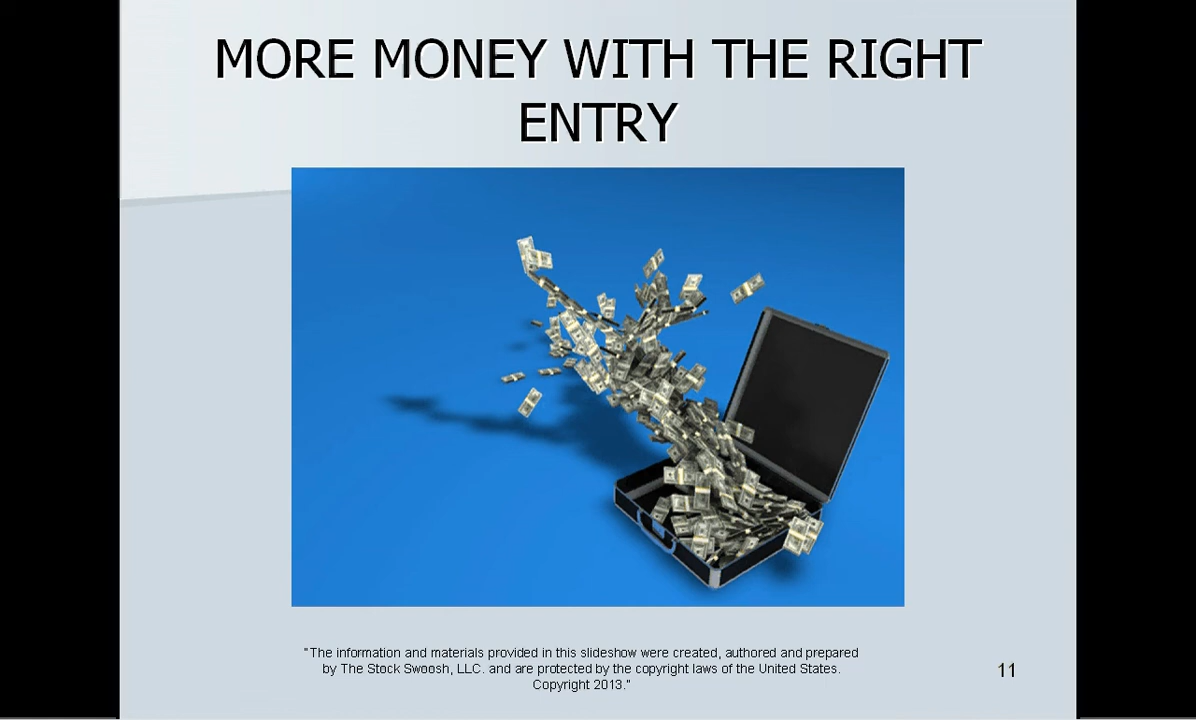 MORE MONEY WITH THE RIGHT
ENTRY
"The information and materials provided in this slideshow were created, authored and prepared
by The Stock Swoosh, LLC. and are protected by the copyright laws of the United States.
Copyright 2013."
11